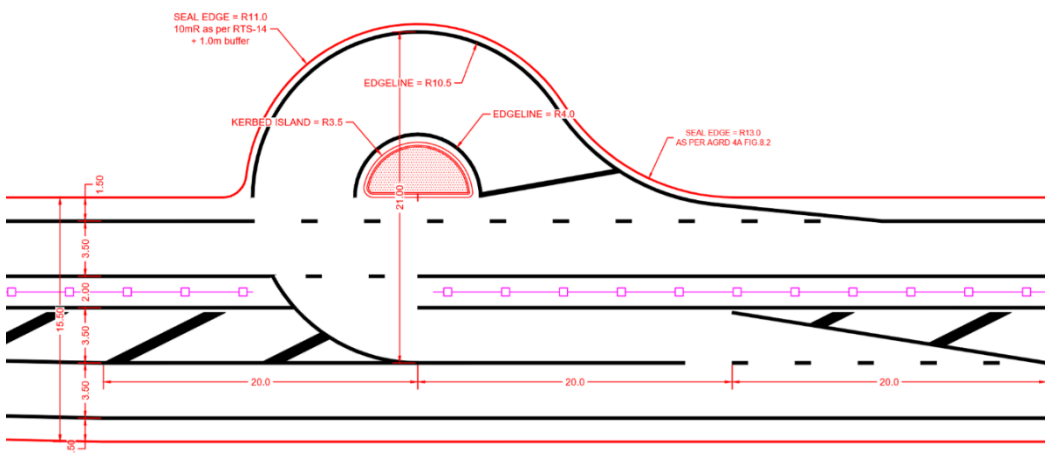 SEAL EDGE = R11.0
10mR as per RTS-14
+ 1.0m buffer
EDGELINE = R10.5
KERBED ISLAND = R3.5
EDGELINE = R4.0
SEAL EDGE = R13.0
AS PER AGRD 4A FIG.8.2
1.50
21.00
3.50
2.00
15.50
3.50
20.0
20.0
20.0
3.50
.50